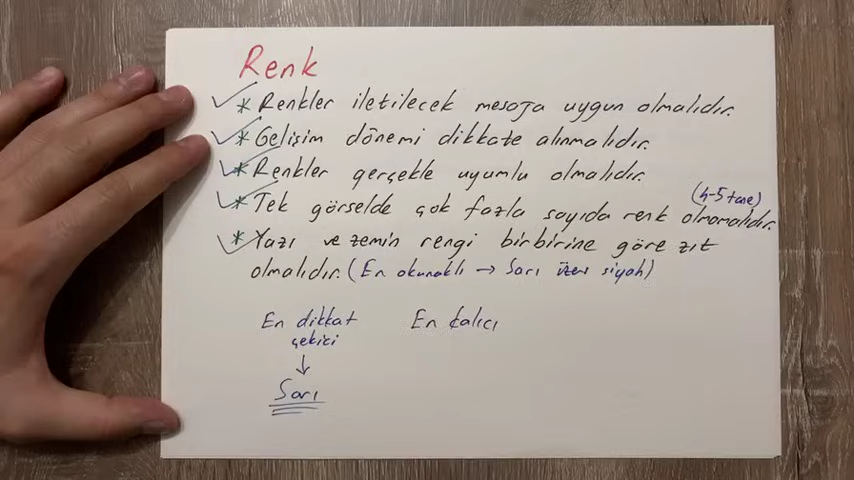 Renk
* Renkler iletilecek mesaja uygun olmalıdır.
* Gelişim dönemi dikkate alınmalıdır.
* Renkler gerçekle uyumlu olmalıdır.
(4-5 tane)
* Tek görselde çok fazla sayıda renk olmamalıdır.
* Yazı ve zemin rengi birbirine göre zıt
olmalıdır. (En okunaklı → Sarı üzeri siyah)
En dikkat
çekici
↓
Sarı
En kalıcı